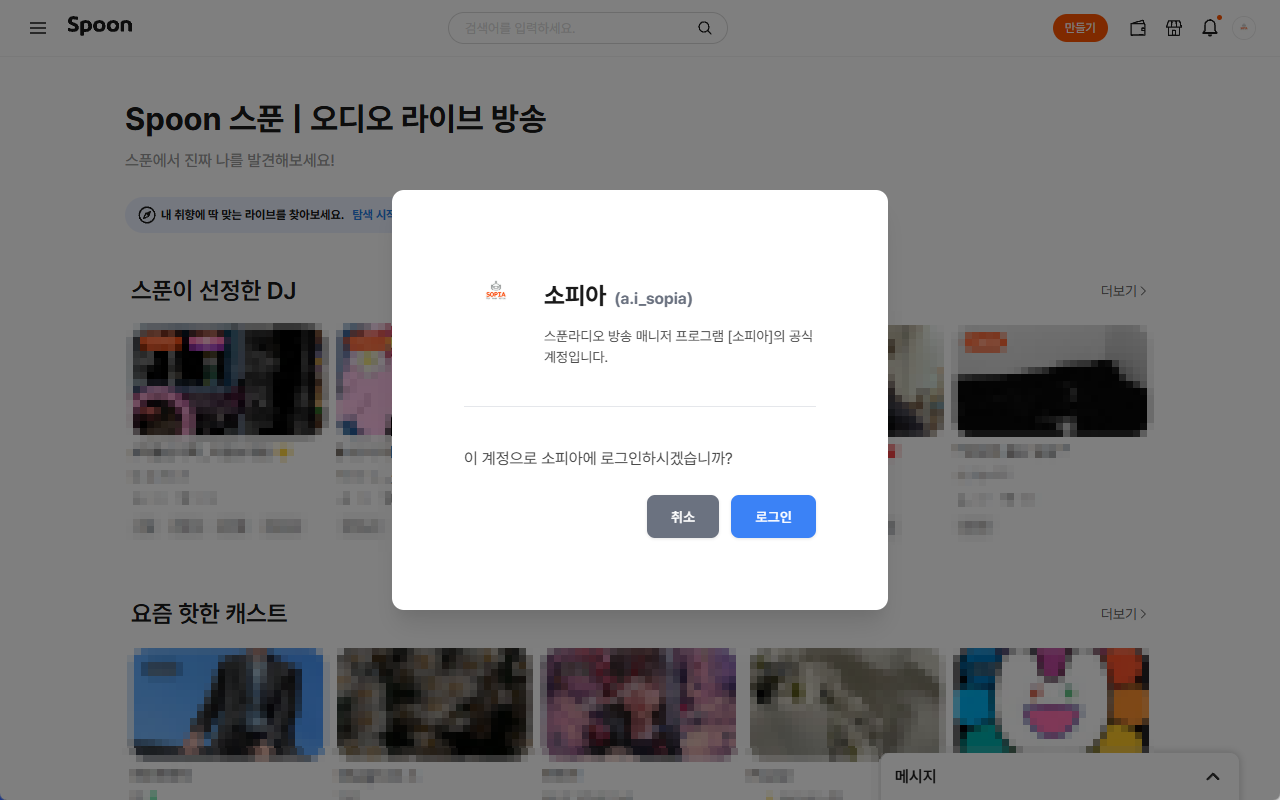 Spoon
검색어를 입력하세요.
만들기
Spoon 스푼 | 오디오 라이브 방송
스푼에서 진짜 나를 발견해보세요!
내 취향에 딱 맞는 라이브를 찾아보세요. 탐색 시작
스푼이 선정한 DJ
더보기
SOPIA
소피아 (a.i_sopia)
스푼라디오 방송 매니저 프로그램 [소피아]의 공식
계정입니다.
이 계정으로 소피아에 로그인하시겠습니까?
취소
로그인
요즘 핫한 캐스트
더보기
메시지